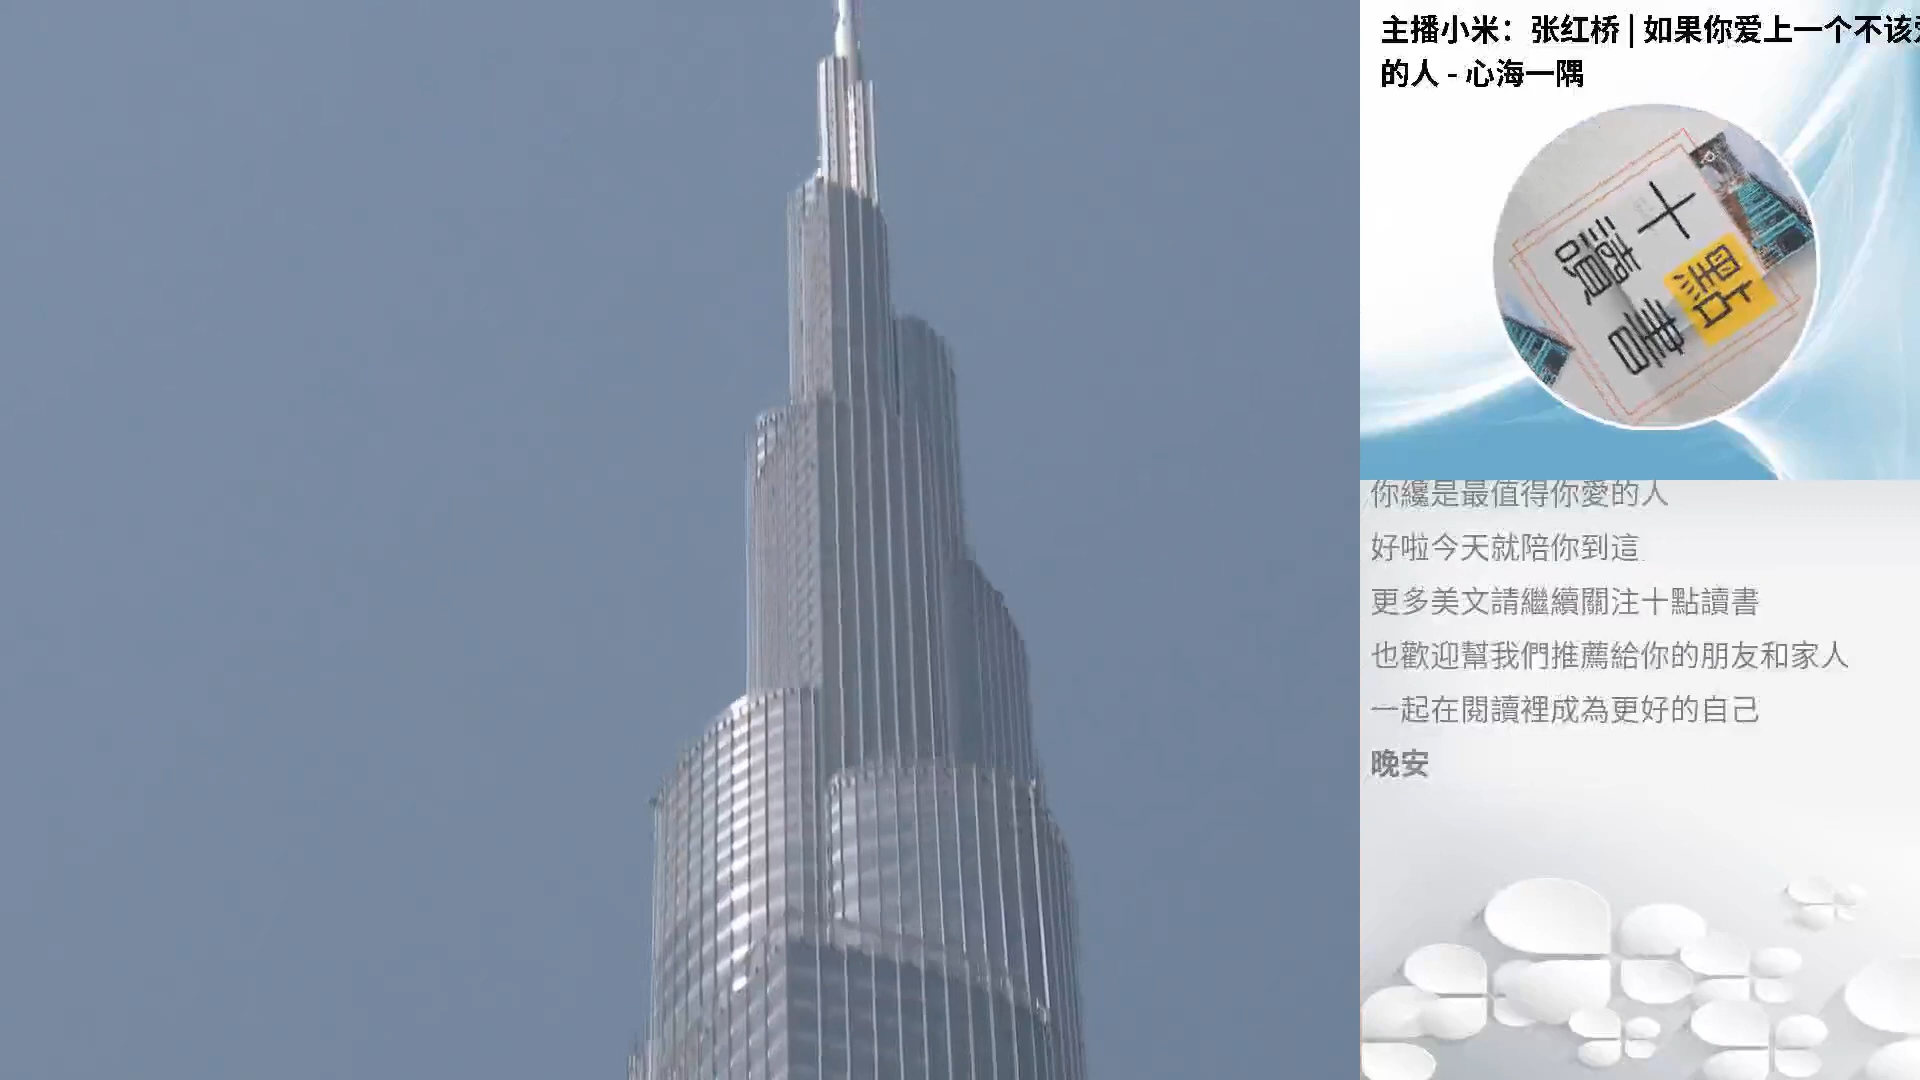 主播小米：张红桥 | 如果你爱上一个不该
的人 - 心海一隅
十點
讀書
你纔是最值得你愛的人
好啦今天就陪你到這
更多美文請繼續關注十點讀書
也歡迎幫我們推薦給你的朋友和家人
一起在閱讀裡成為更好的自己
晚安